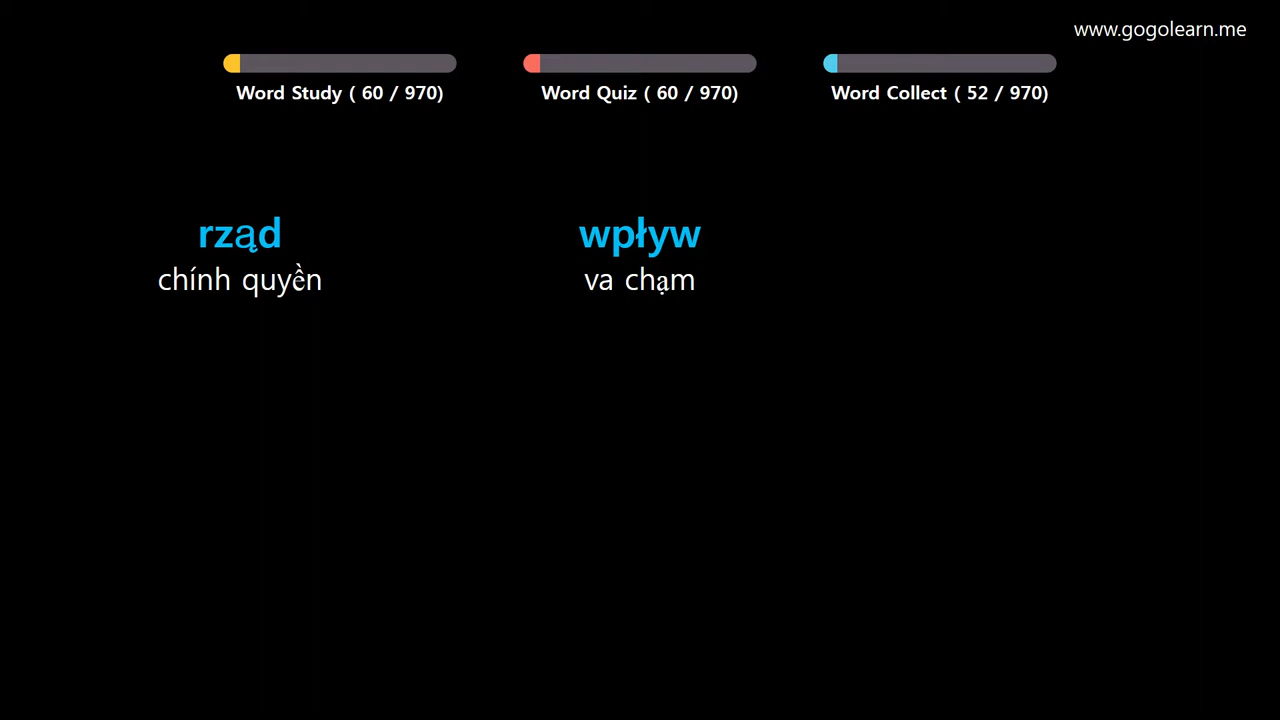 www.gogolearn.me
Word Study ( 60 / 970)
Word Quiz ( 60 / 970)
Word Collect ( 52 / 970)
rząd
chính quyền
wpływ
va chạm